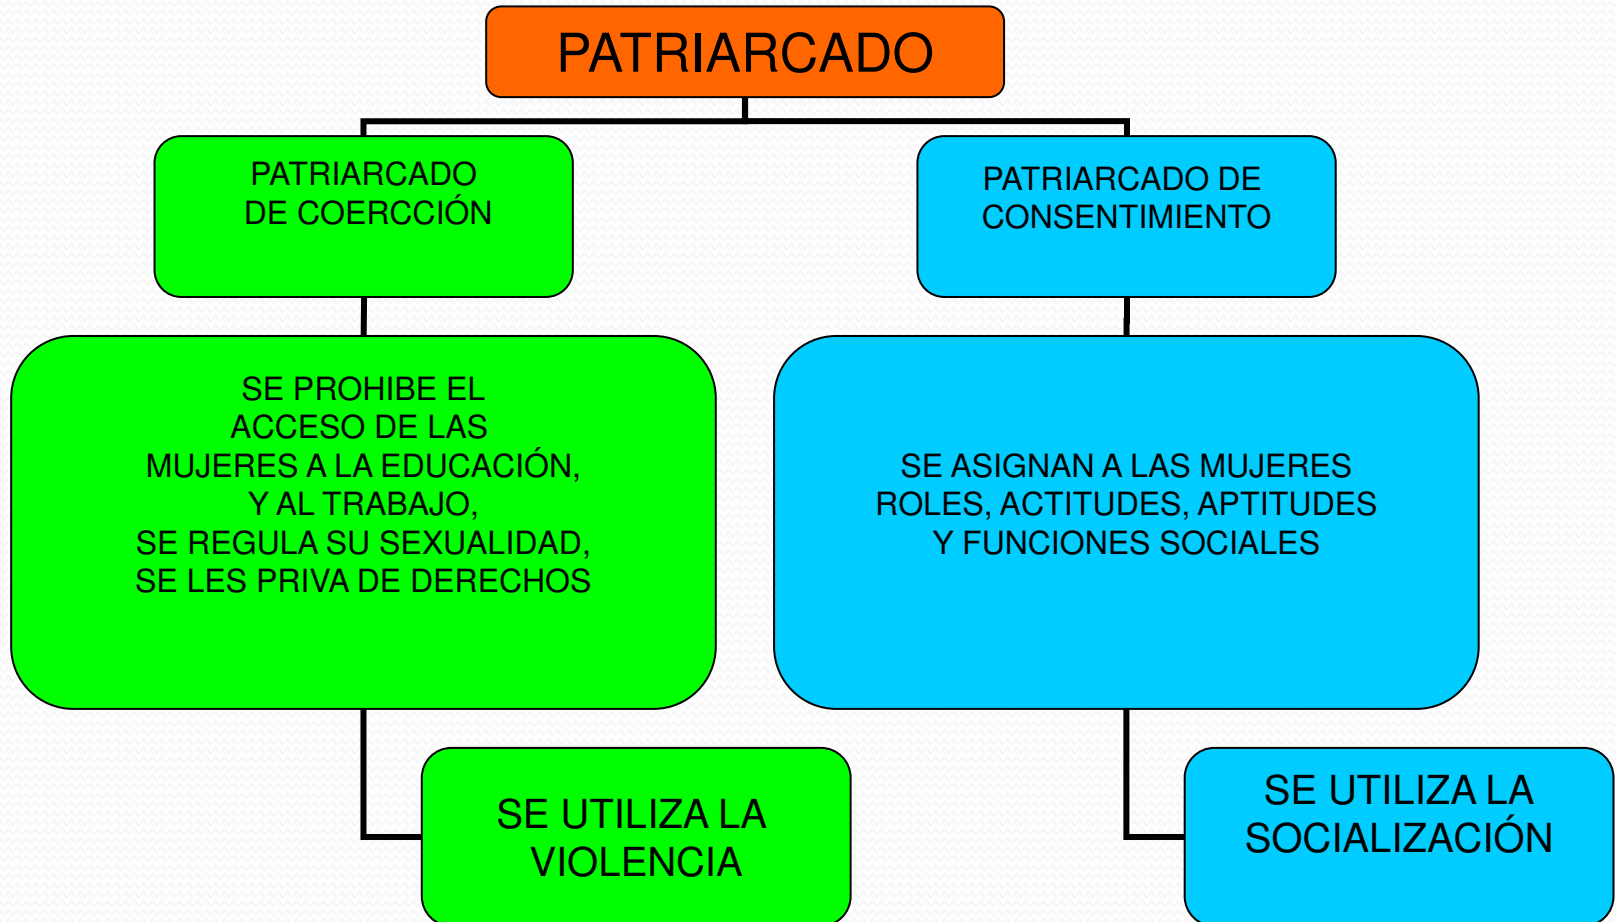 PATRIARCADO
PATRIARCADO
DE COERCCIÓN
SE PROHIBE EL
ACCESO DE LAS
MUJERES A LA EDUCACIÓN,
Y AL TRABAJO,
SE REGULA SU SEXUALIDAD,
SE LES PRIVA DE DERECHOS
SE UTILIZA LA
VIOLENCIA
PATRIARCADO DE
CONSENTIMIENTO
SE ASIGNAN A LAS MUJERES
ROLES, ACTITUDES, APTITUDES
Y FUNCIONES SOCIALES
SE UTILIZA LA
SOCIALIZACIÓN